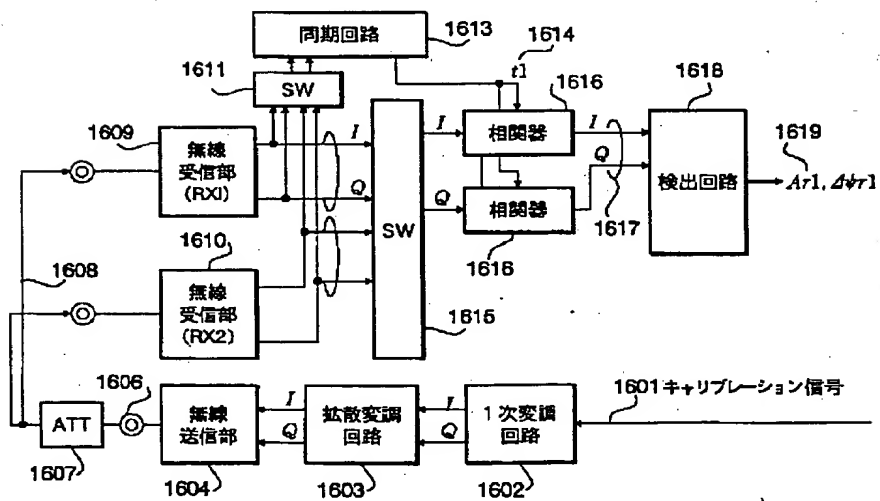 同期回路
1613
1614
1611
SW
t1
1616
1618
1609
無線
受信部
(RX1)
I
Q
SW
I
Q
相関器
相関器
I
Q
1617
検出回路
1619
Ar1, Δψr1
1610
無線
受信部
(RX2)
1608
1616
1615
1606
ATT
1607
無線
送信部
1604
I
Q
拡散変調
回路
1603
I
Q
1次変調
回路
1602
1601キャリブレーション信号